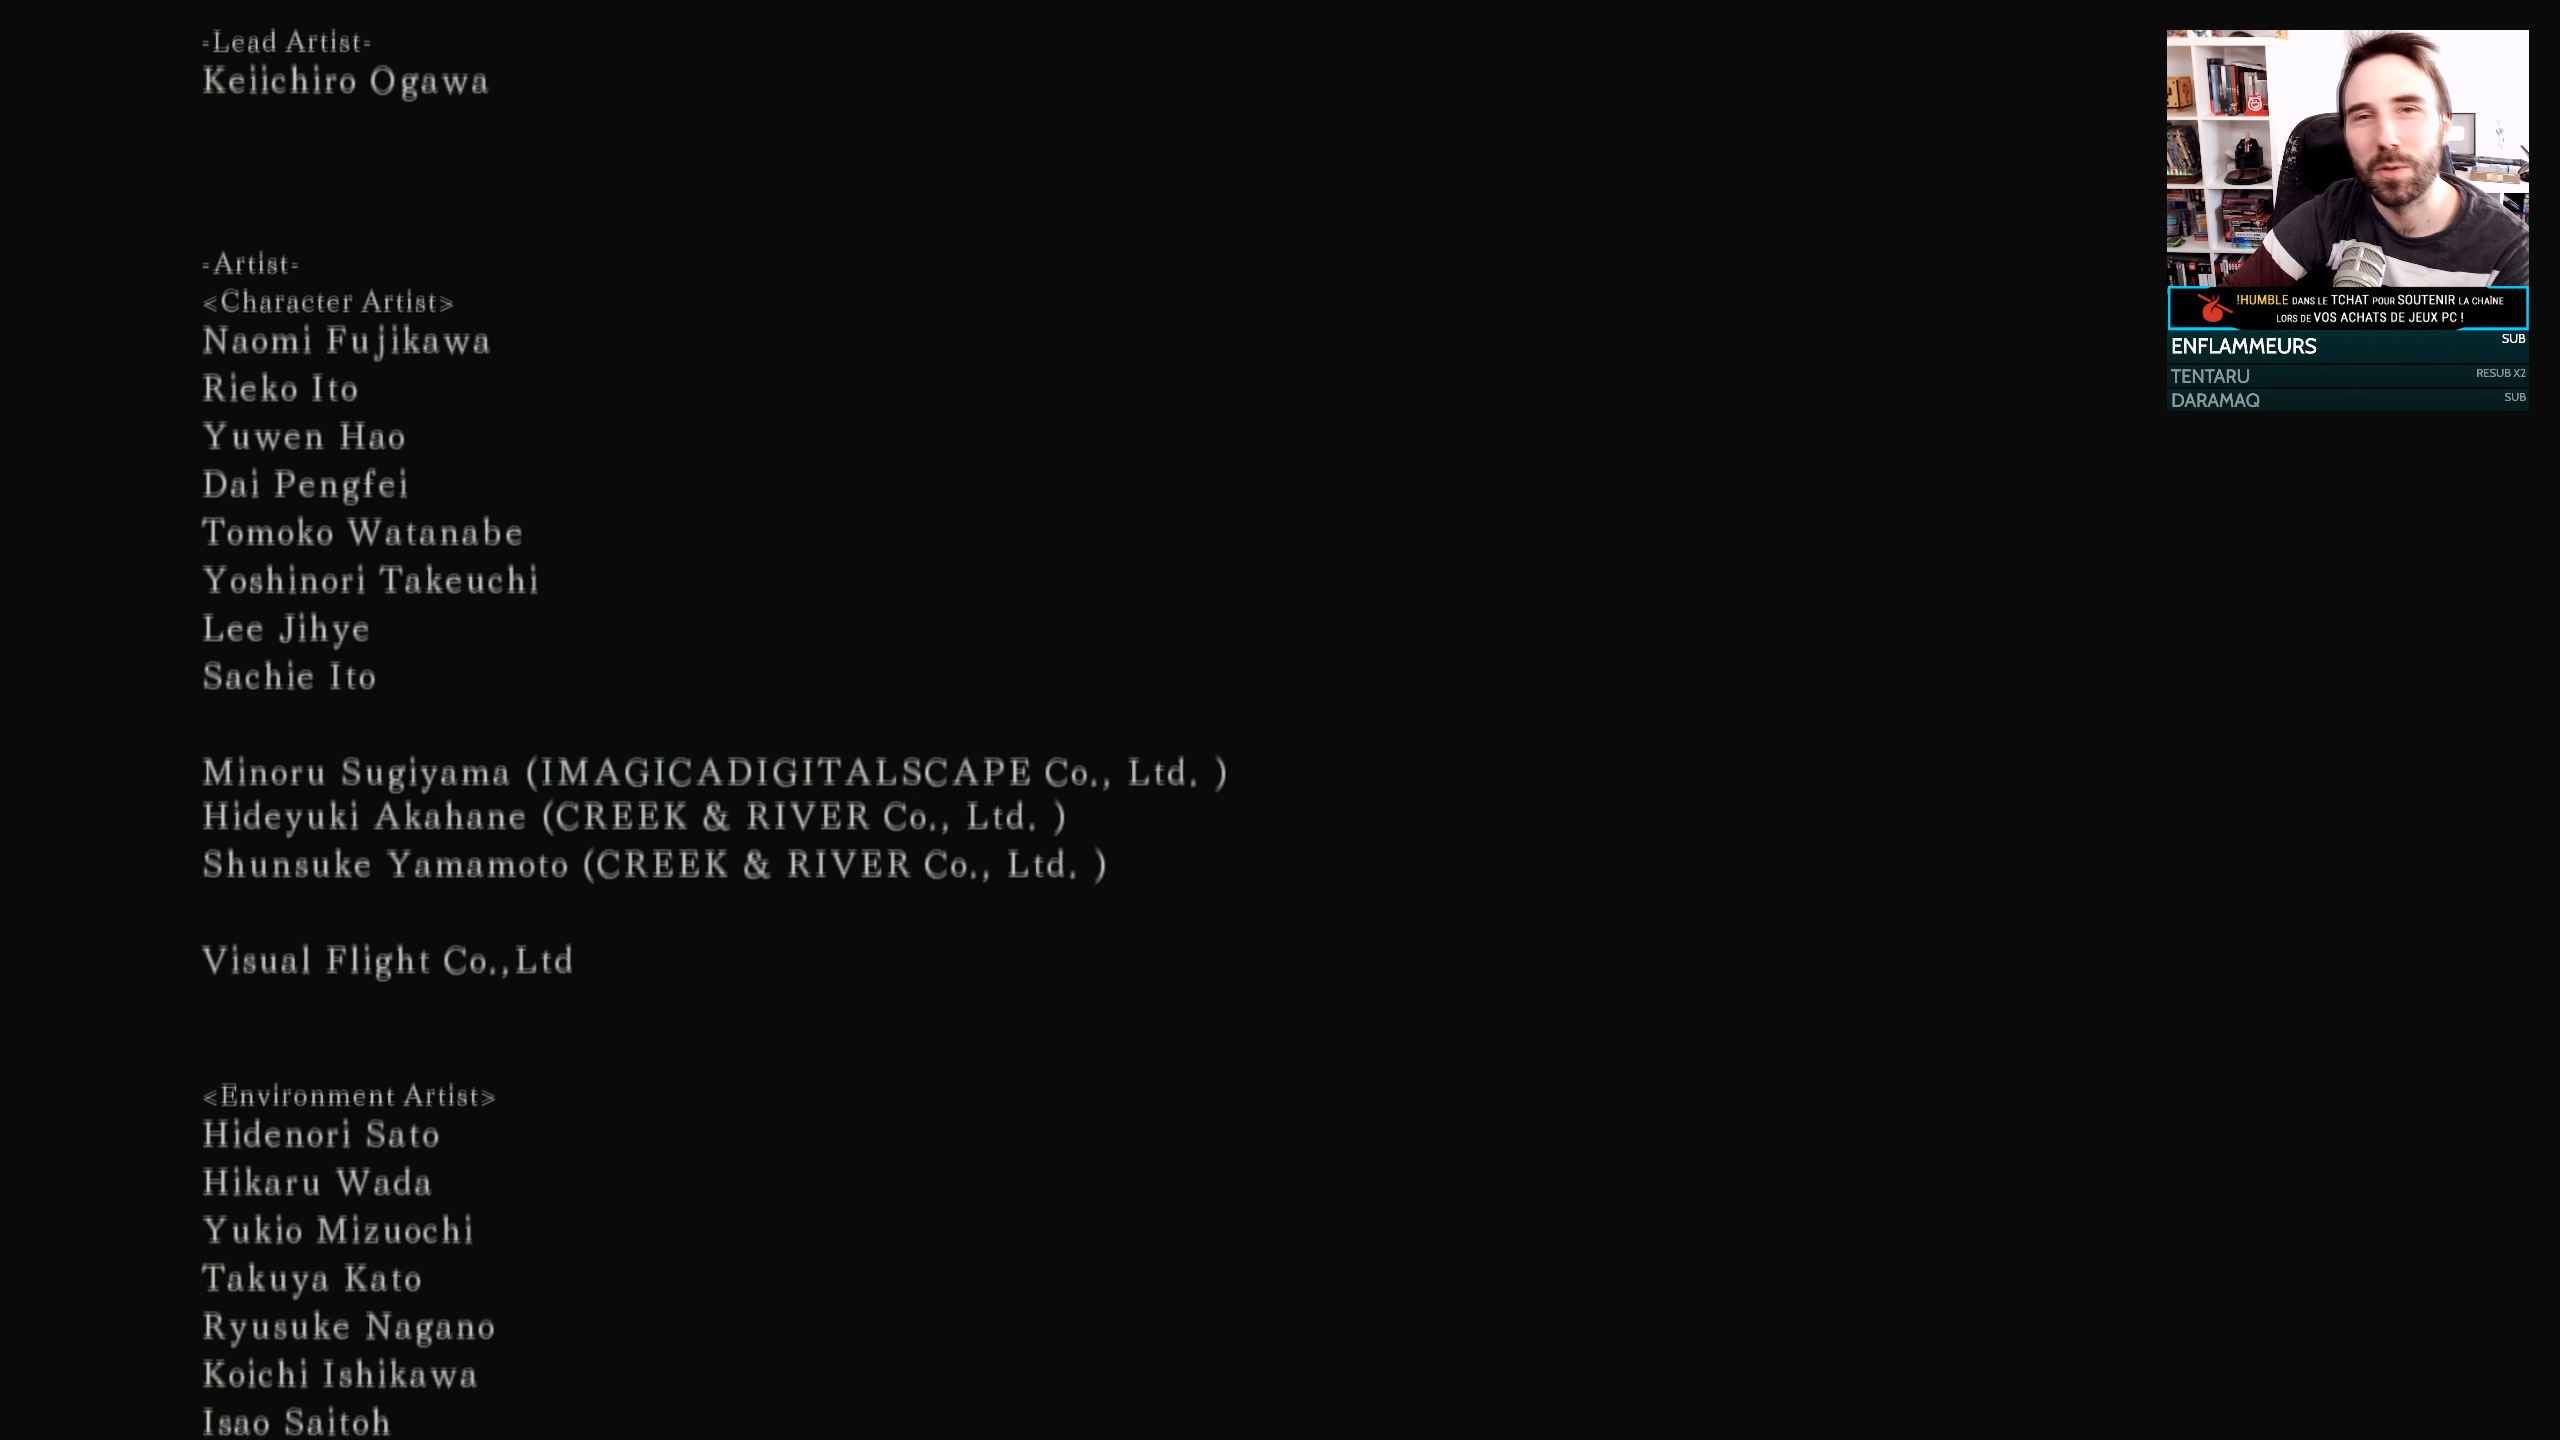 -Lead Artist-
Keiichiro Ogawa
-Artist-
<Character Artist>
Naomi Fujikawa
Rieko Ito
Yuwen Hao
Dai Pengfei
Tomoko Watanabe
Yoshinori Takeuchi
Lee Jihye
Sachie Ito
Minoru Sugiyama (IMAGICADIGITALSCAPE Co., Ltd. )
Hideyuki Akahane (CREEK & RIVER Co., Ltd. )
Shunsuke Yamamoto (CREEK & RIVER Co., Ltd. )
Visual Flight Co.,Ltd
<Environment Artist>
Hidenori Sato
Hikaru Wada
Yukio Mizuochi
Takuya Kato
Ryusuke Nagano
Koichi Ishikawa
Isao Saitoh
!HUMBLE DANS LE TCHAT POUR SOUTENIR LA CHAÎNE
LORS DE VOS ACHATS DE JEUX PC !
ENFLAMMEURS SUB
TENTARU RESUB X2
DARAMAQ SUB